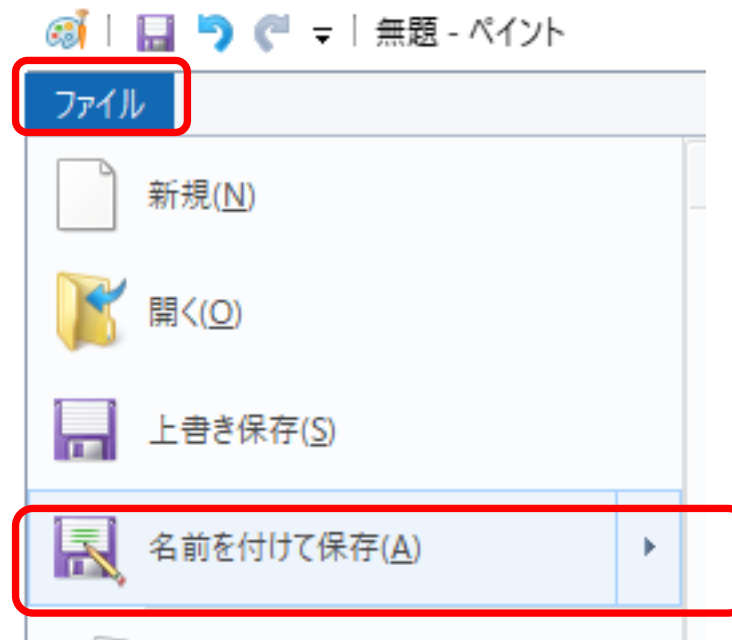 無題 - ペイント
ファイル
新規(N)
開く(O)
上書き保存(S)
名前を付けて保存(A)